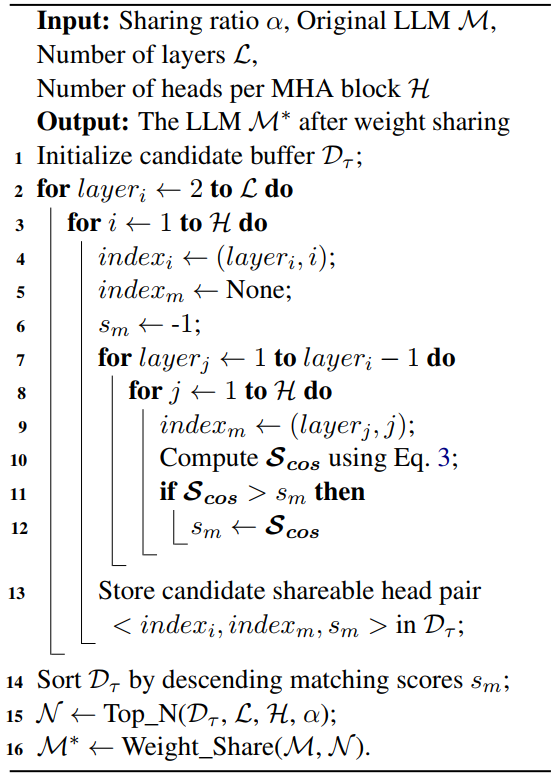 Input: Sharing ratio α, Original LLM ℳ,
Number of layers ℒ,
Number of heads per MHA block ℋ
Output: The LLM ℳ* after weight sharing
1 Initialize candidate buffer 𝒟_τ;
2 for layer_i ← 2 to ℒ do
3 for i ← 1 to ℋ do
4 index_i ← (layer_i, i);
5 index_m ← None;
6 s_m ← -1;
7 for layer_j ← 1 to layer_i − 1 do
8 for j ← 1 to ℋ do
9 index_m ← (layer_j, j);
10 Compute 𝓢_cos using Eq. 3;
11 if 𝓢_cos > s_m then
12 s_m ← 𝓢_cos
13 Store candidate shareable head pair
< index_i, index_m, s_m > in 𝒟_τ;
14 Sort 𝒟_τ by descending matching scores s_m;
15 𝒩 ← Top_N(𝒟_τ, ℒ, ℋ, α);
16 ℳ* ← Weight_Share(ℳ, 𝒩).